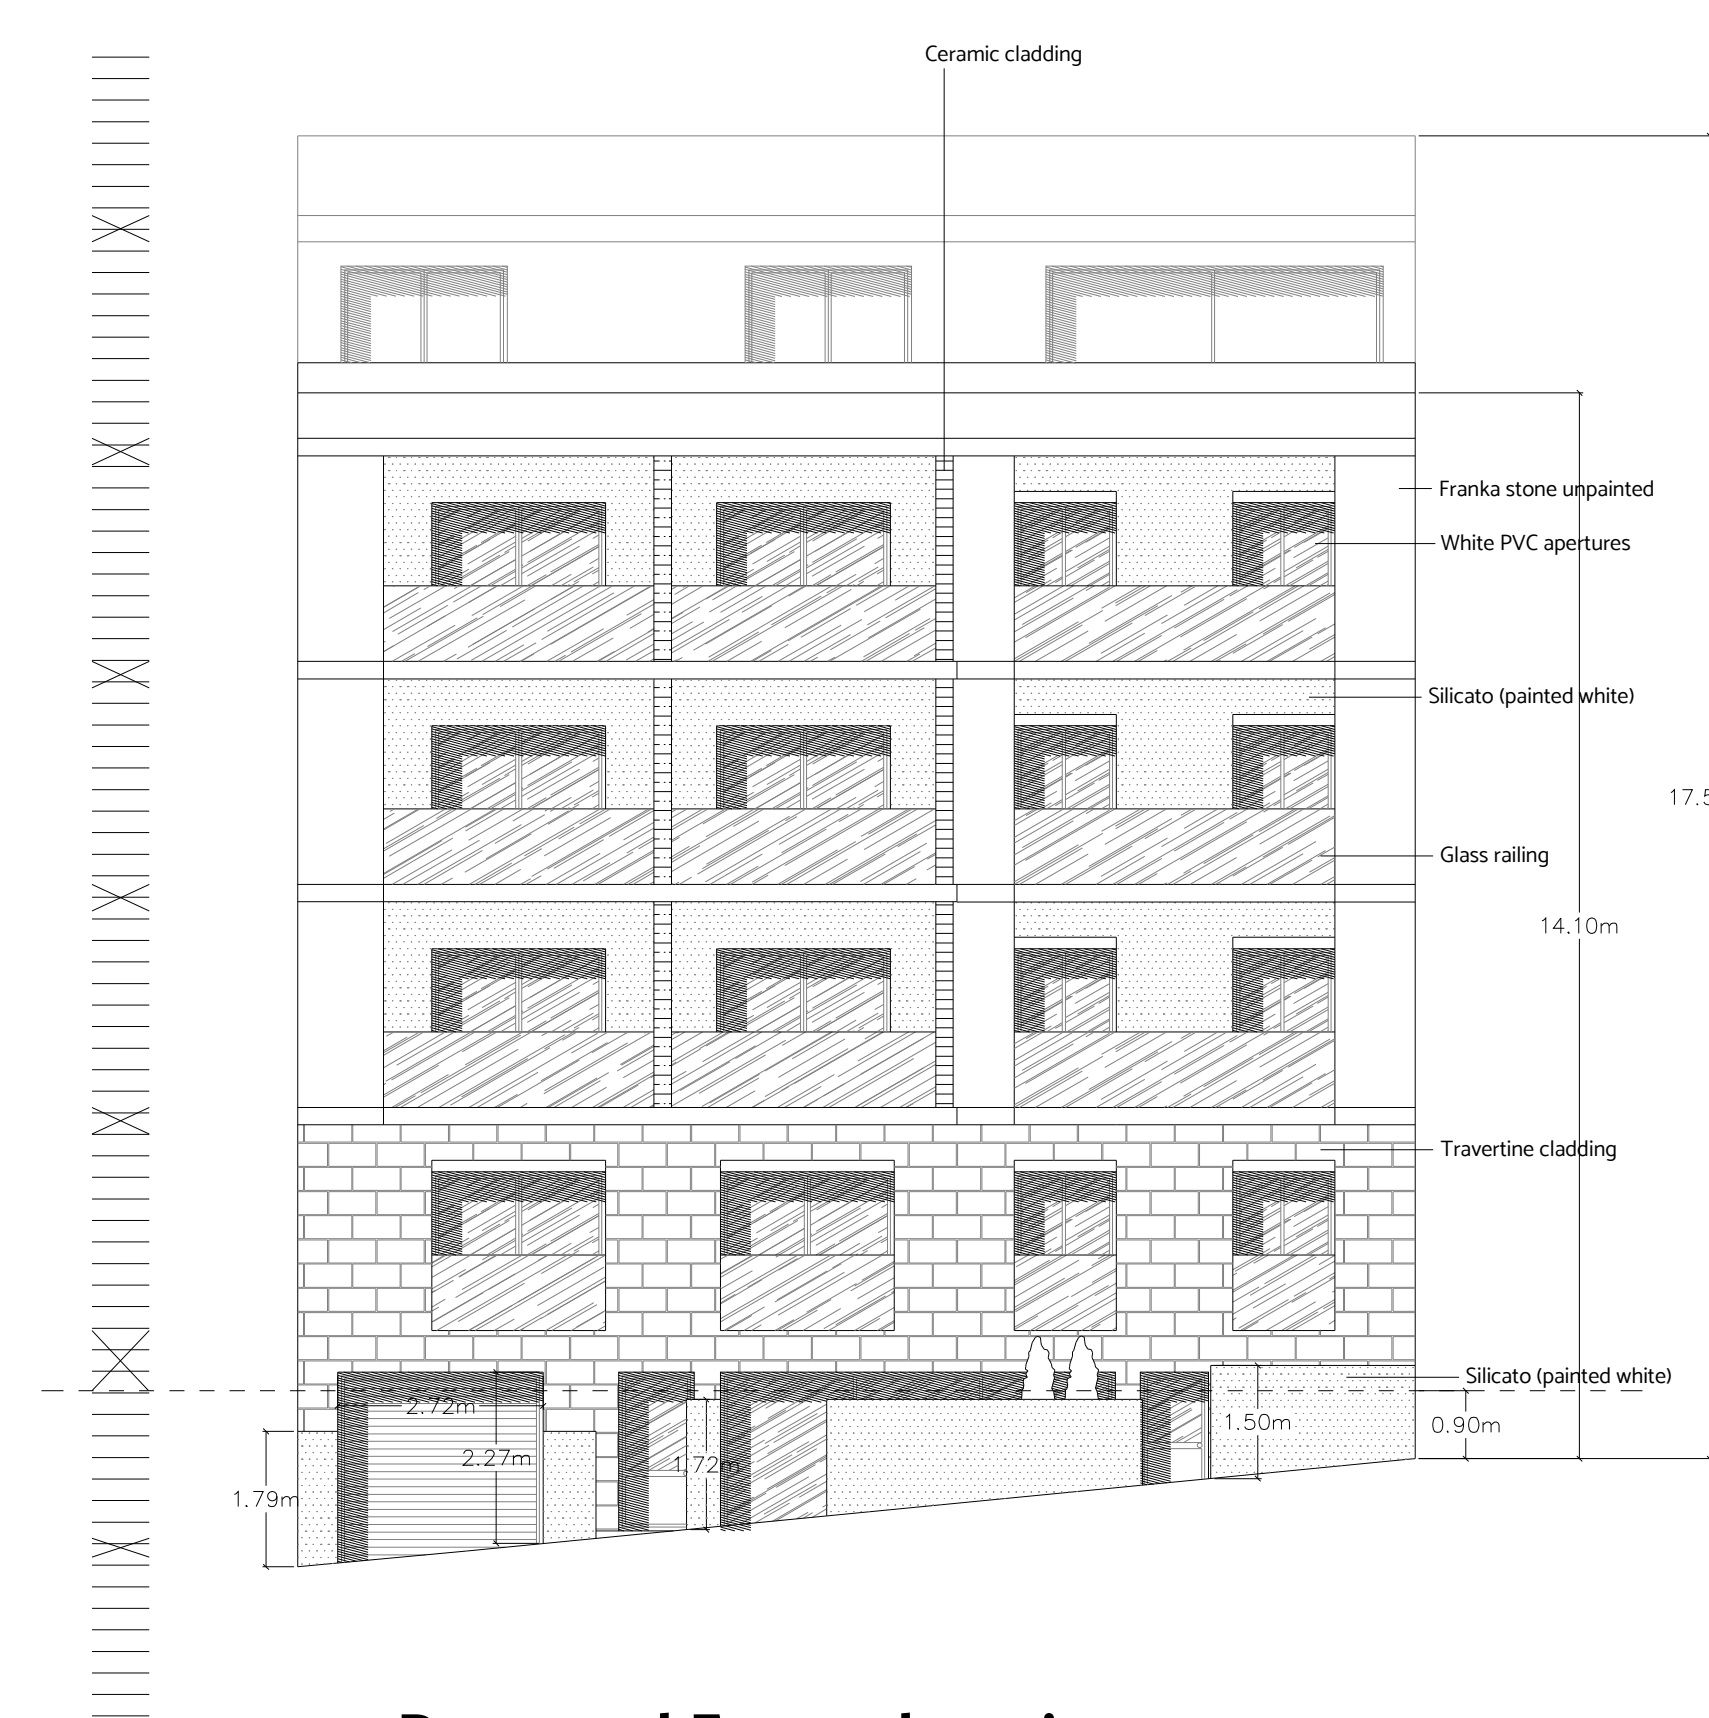 Ceramic cladding
Franka stone unpainted
White PVC apertures
Silicato (painted white)
17.5
Glass railing
14.10m
Travertine cladding
Silicato (painted white)
2.72m
1.50m
0.90m
2.27m
1.72m
1.79m